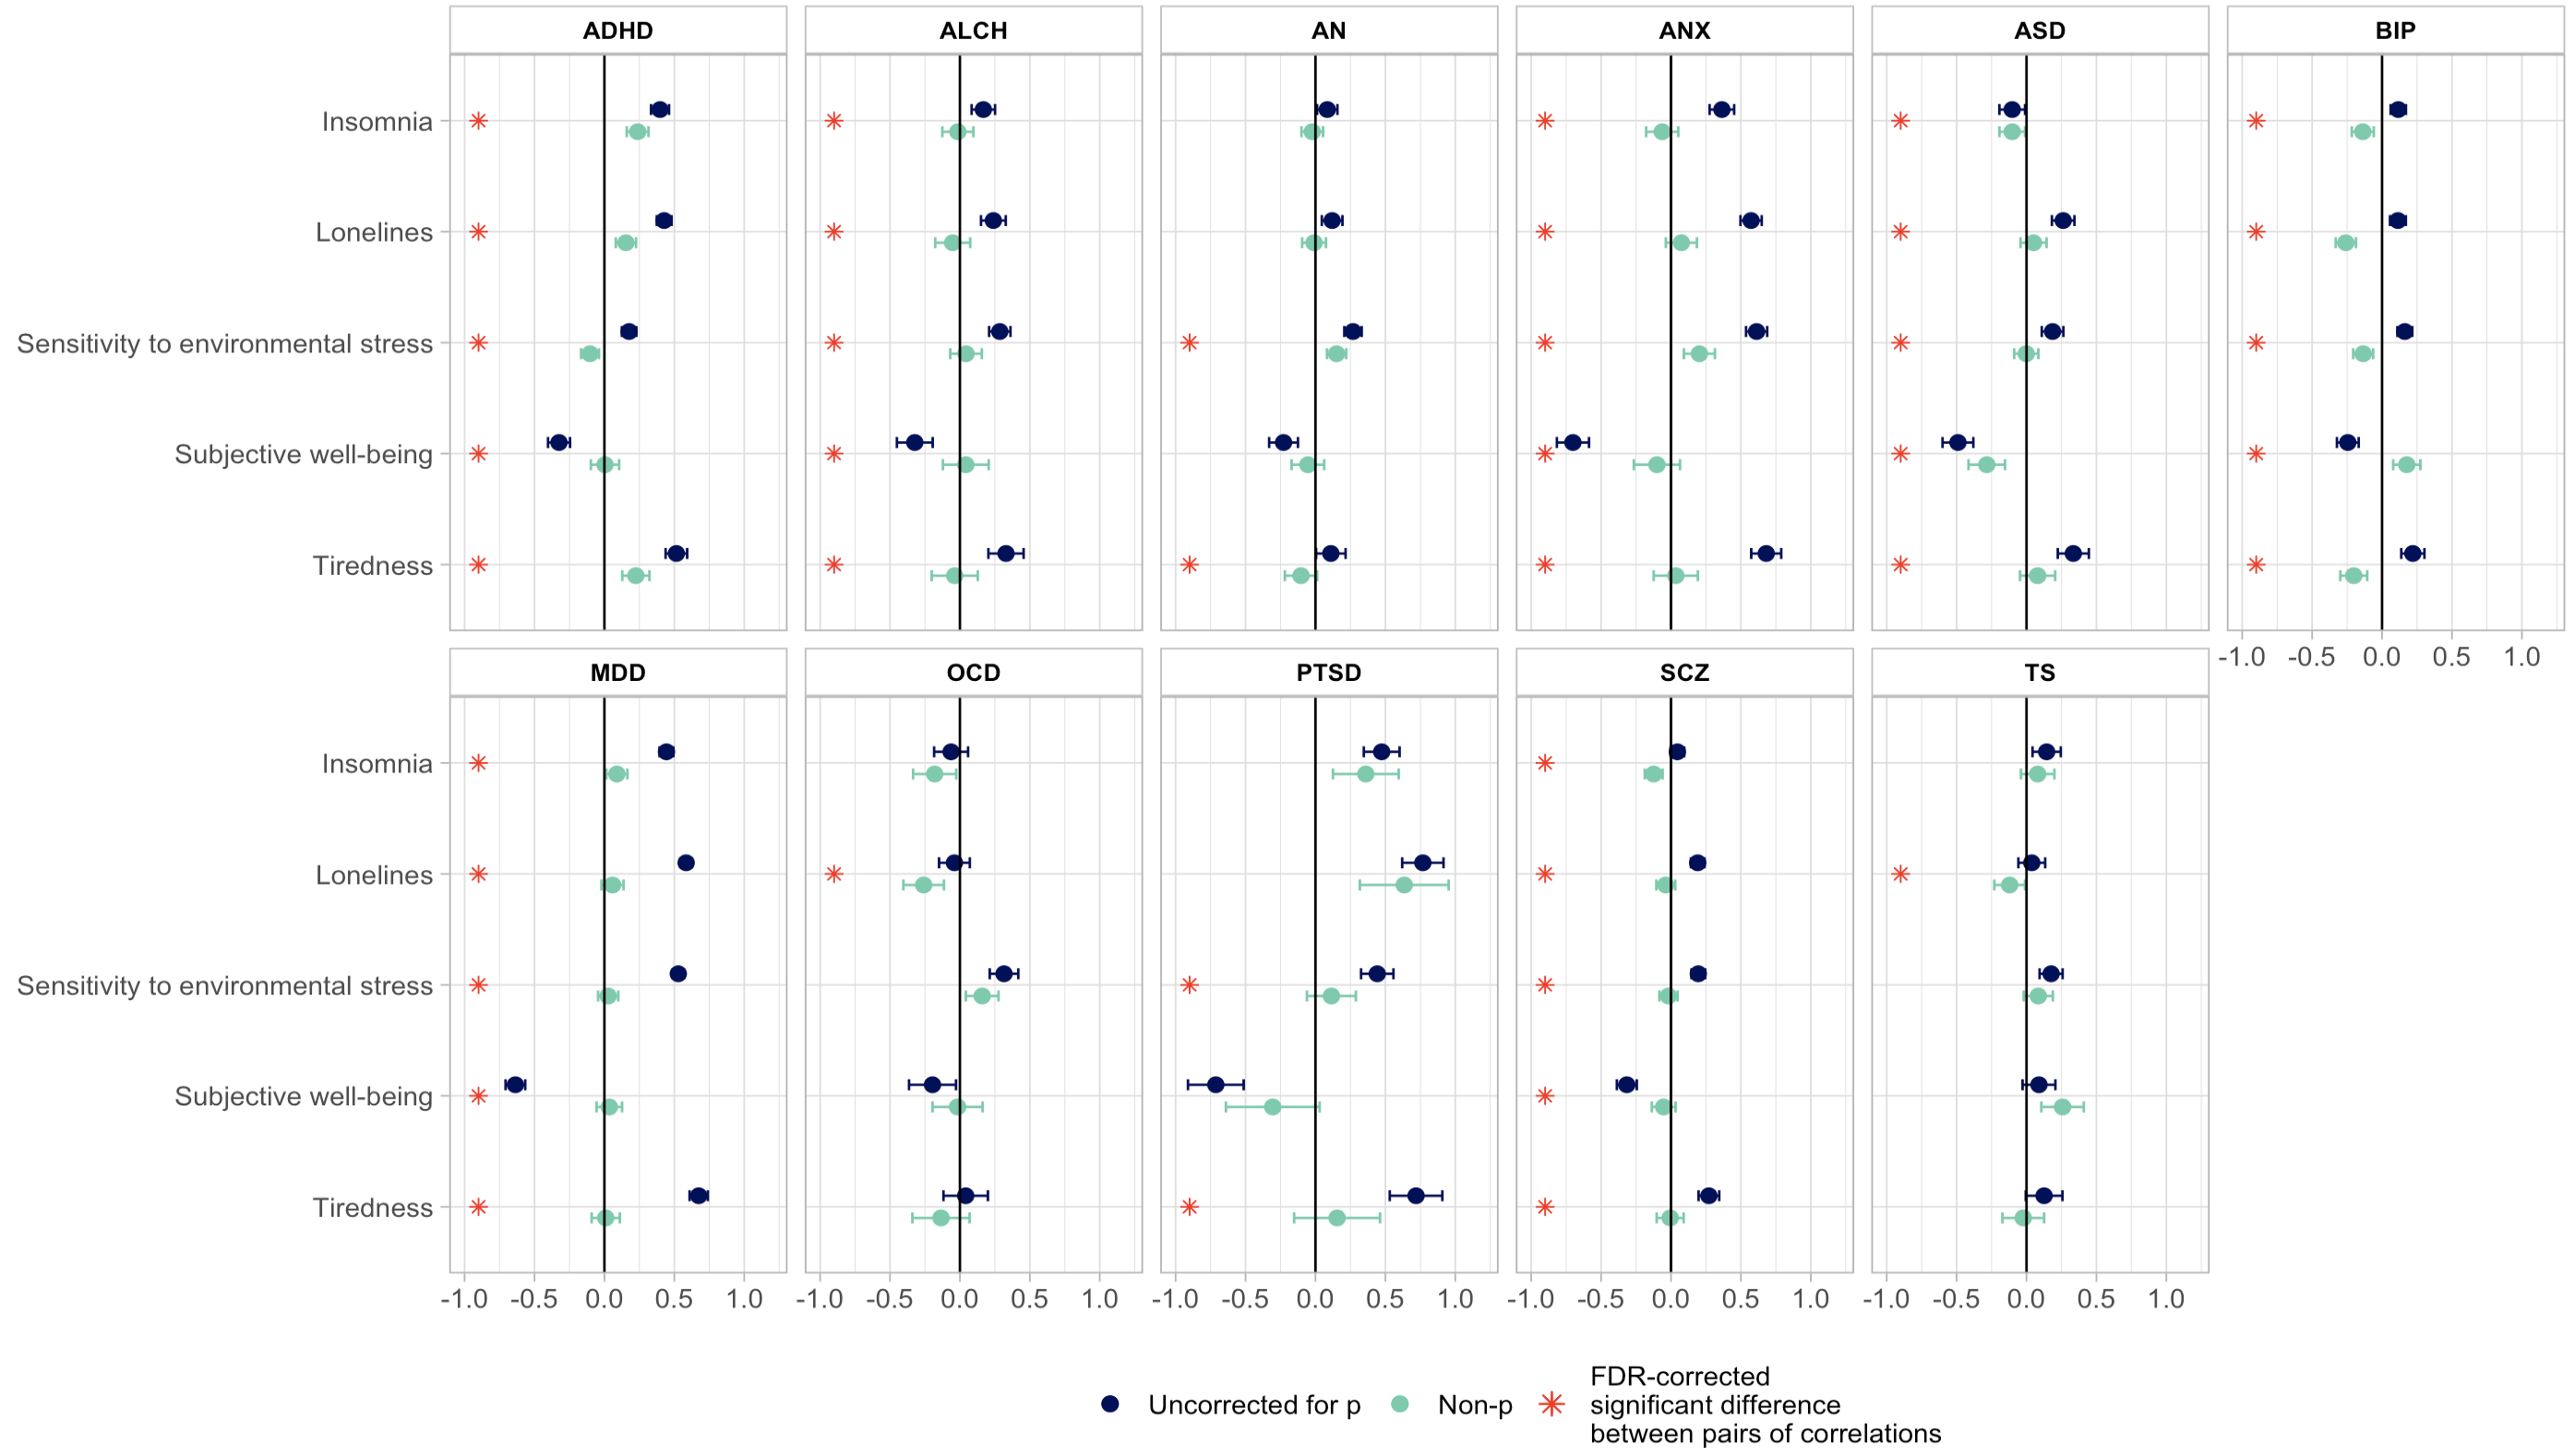 ADHD ALCH AN ANX ASD BIP
Insomnia
Lonelines
Sensitivity to environmental stress
Subjective well-being
Tiredness
-1.0 -0.5 0.0 0.5 1.0
MDD OCD PTSD SCZ TS
Insomnia
Lonelines
Sensitivity to environmental stress
Subjective well-being
Tiredness
-1.0 -0.5 0.0 0.5 1.0 -1.0 -0.5 0.0 0.5 1.0 -1.0 -0.5 0.0 0.5 1.0 -1.0 -0.5 0.0 0.5 1.0 -1.0 -0.5 0.0 0.5 1.0
Uncorrected for p Non-p
FDR-corrected
significant difference
between pairs of correlations